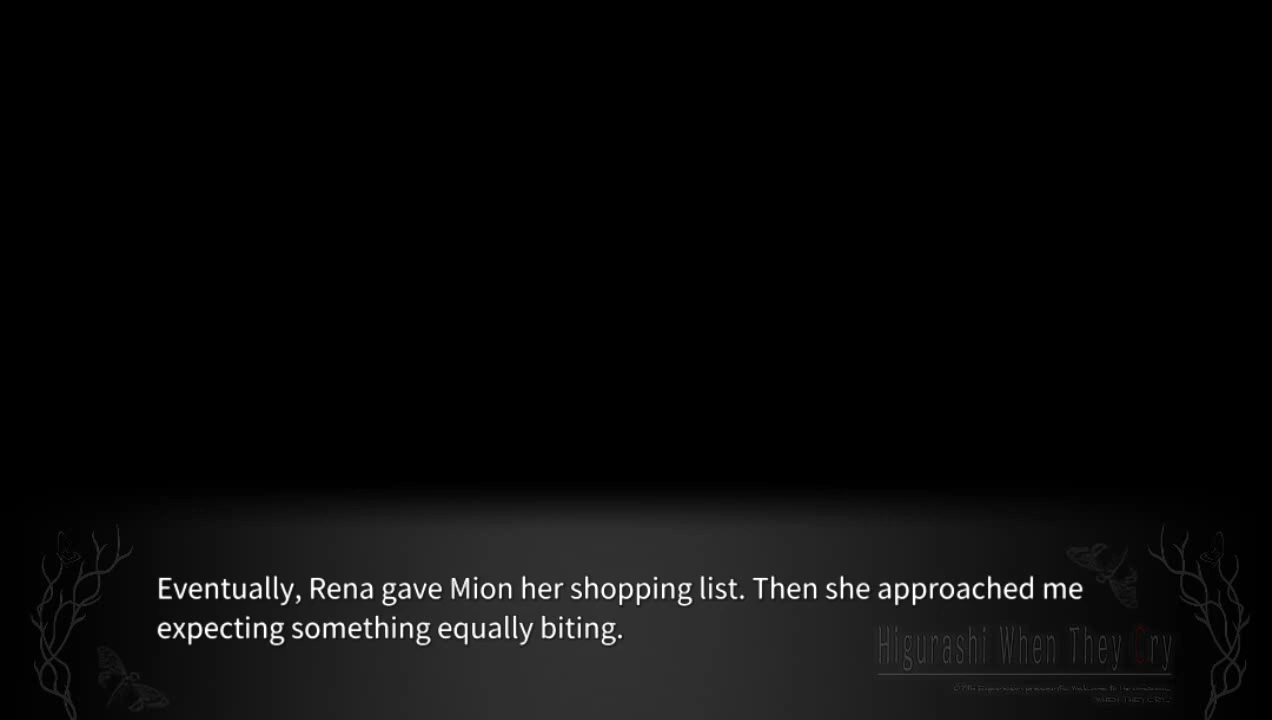 Eventually, Rena gave Mion her shopping list. Then she approached me
expecting something equally biting.
Higurashi When They Cry